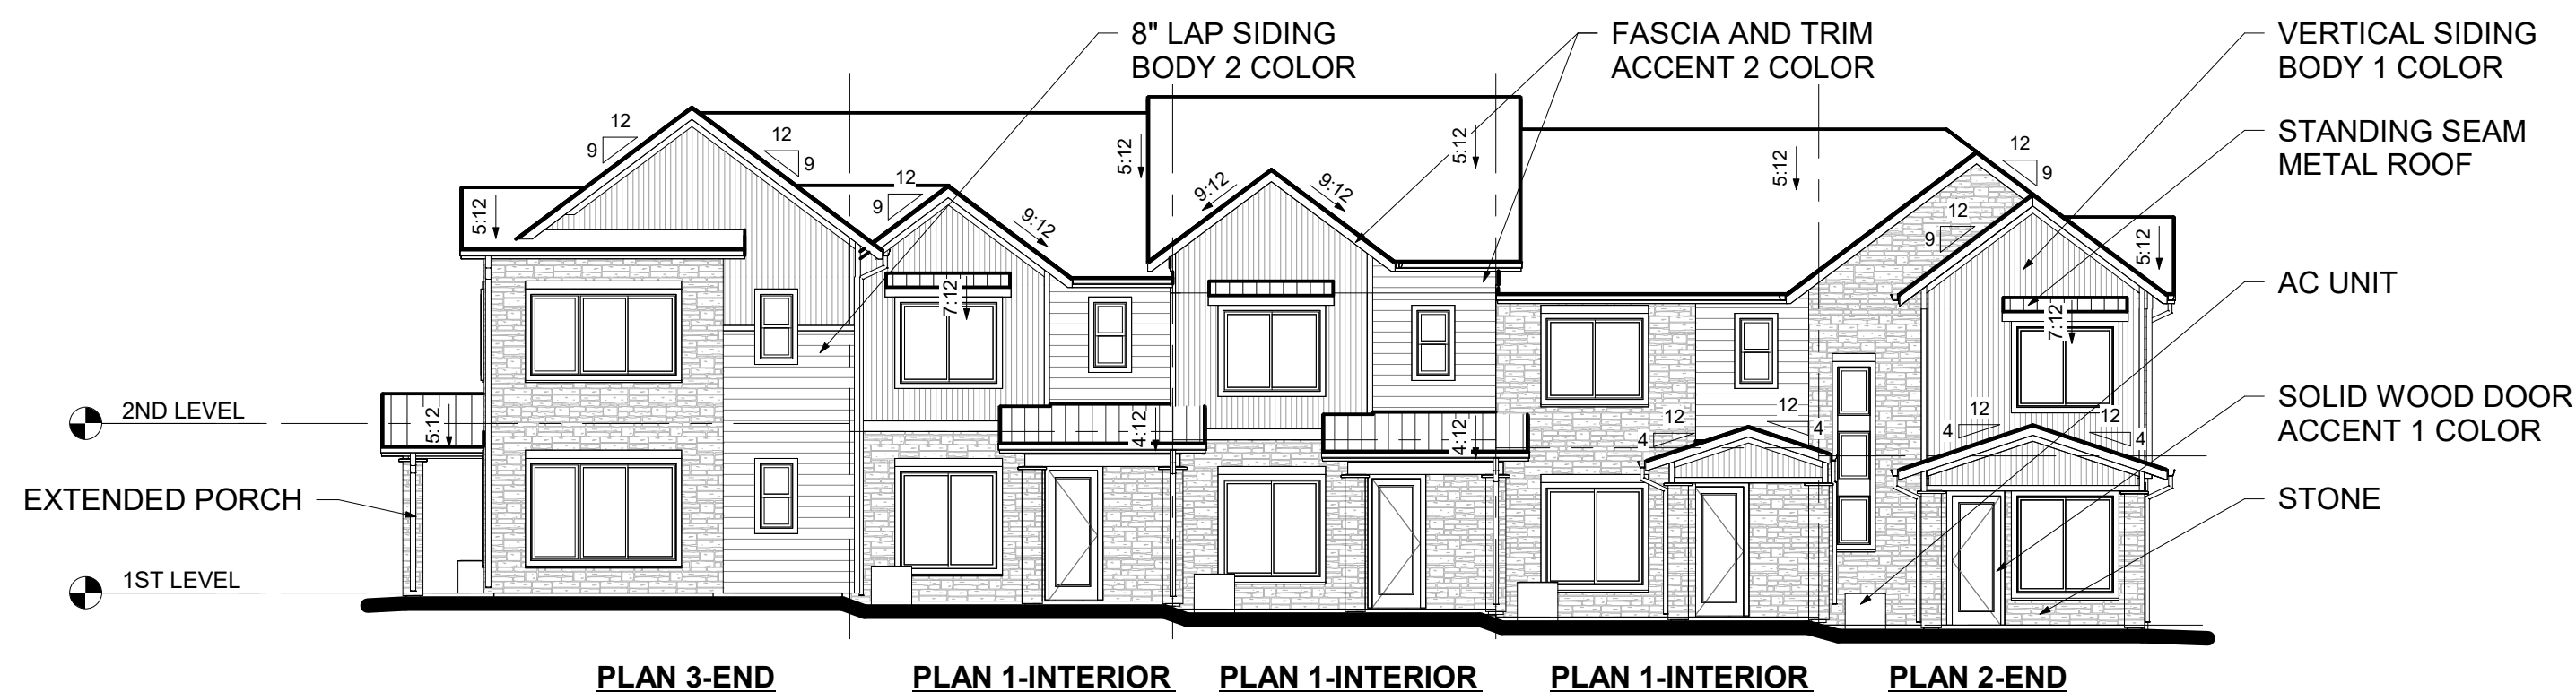 8" LAP SIDING
BODY 2 COLOR
FASCIA AND TRIM
ACCENT 2 COLOR
VERTICAL SIDING
BODY 1 COLOR
STANDING SEAM
METAL ROOF
AC UNIT
SOLID WOOD DOOR
ACCENT 1 COLOR
STONE
12
9
12
9
12
9
9:12
5:12
5:12
9:12
9:12
5:12
5:12
12
9
12
9
5:12
7:12
7:12
2ND LEVEL
5:12
4:12
4:12
12
4
12
4
12
4
12
4
EXTENDED PORCH
1ST LEVEL
PLAN 3-END
PLAN 1-INTERIOR
PLAN 1-INTERIOR
PLAN 1-INTERIOR
PLAN 2-END